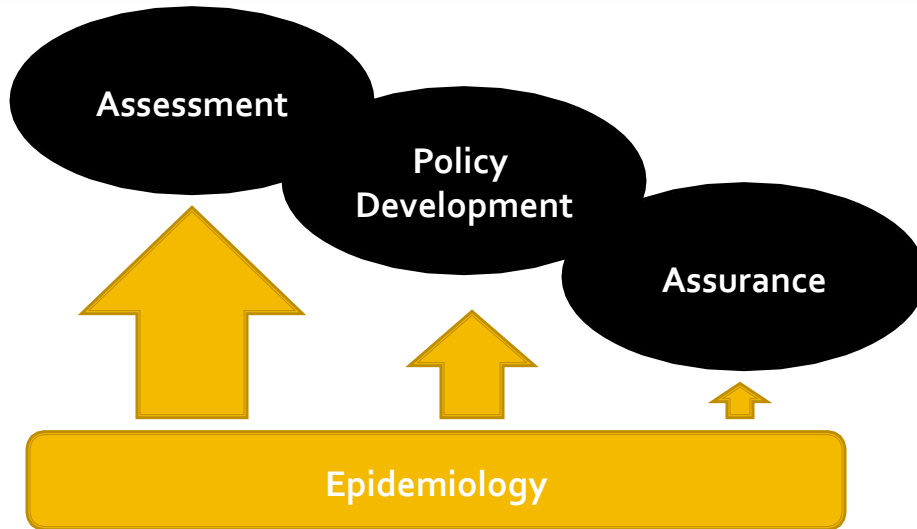 Assessment
Policy
Development
Assurance
Epidemiology